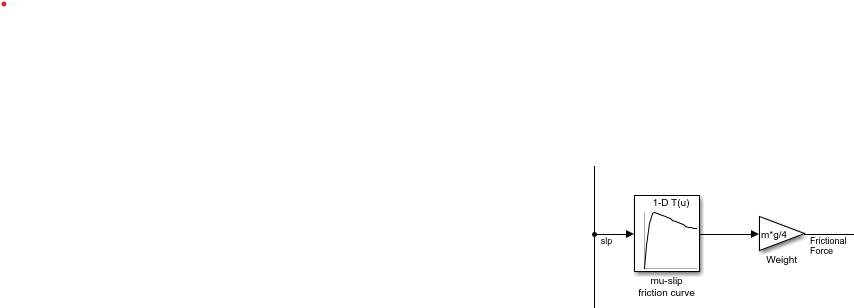 1-D T(u)
slp
mu-slip
friction curve
m*g/4
Weight
Frictional
Force